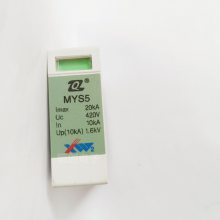 MYS5
Imax 20kA
Uc 420V
In 10kA
Up(10kA) 1.6kV